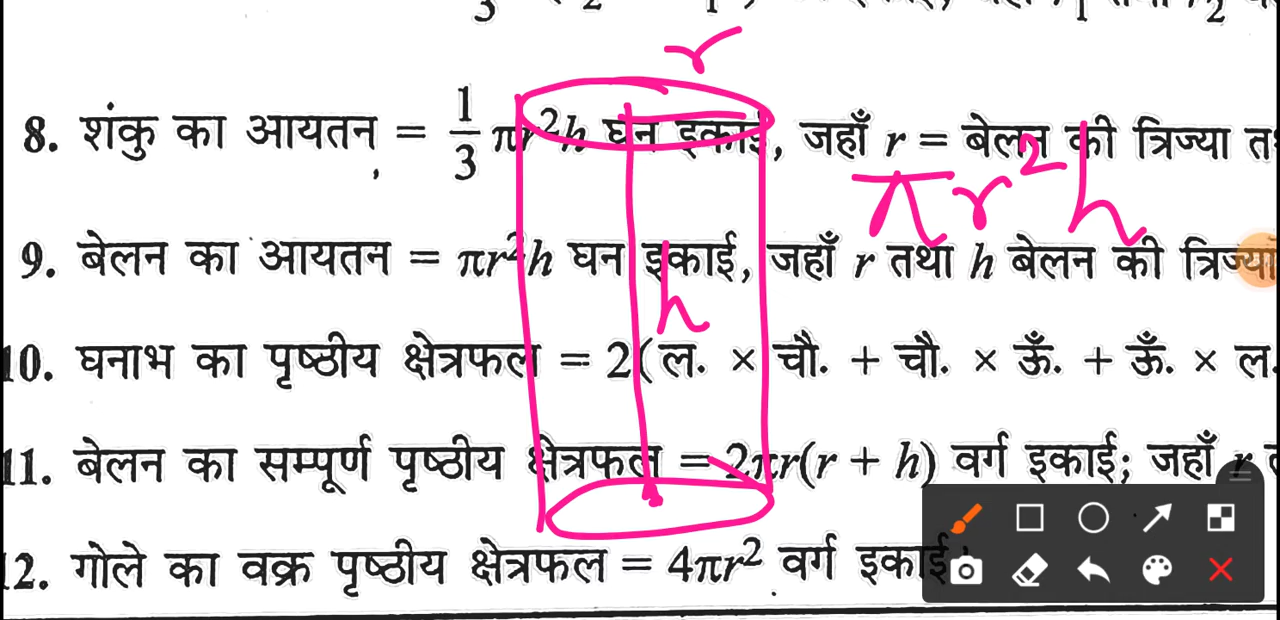 r
8. शंकु का आयतन = 1/3 πr²h घन इकाई, जहाँ r = बेलन की त्रिज्या
πr²h
9. बेलन का आयतन = πr²h घन इकाई, जहाँ r तथा h बेलन की त्रिज्या
h
10. घनाभ का पृष्ठीय क्षेत्रफल = 2(ल. × चौ. + चौ. × ऊँ. + ऊँ. × ल.
11. बेलन का सम्पूर्ण पृष्ठीय क्षेत्रफल = 2πr(r + h) वर्ग इकाई; जहाँ r
12. गोले का वक्र पृष्ठीय क्षेत्रफल = 4πr² वर्ग इकाई